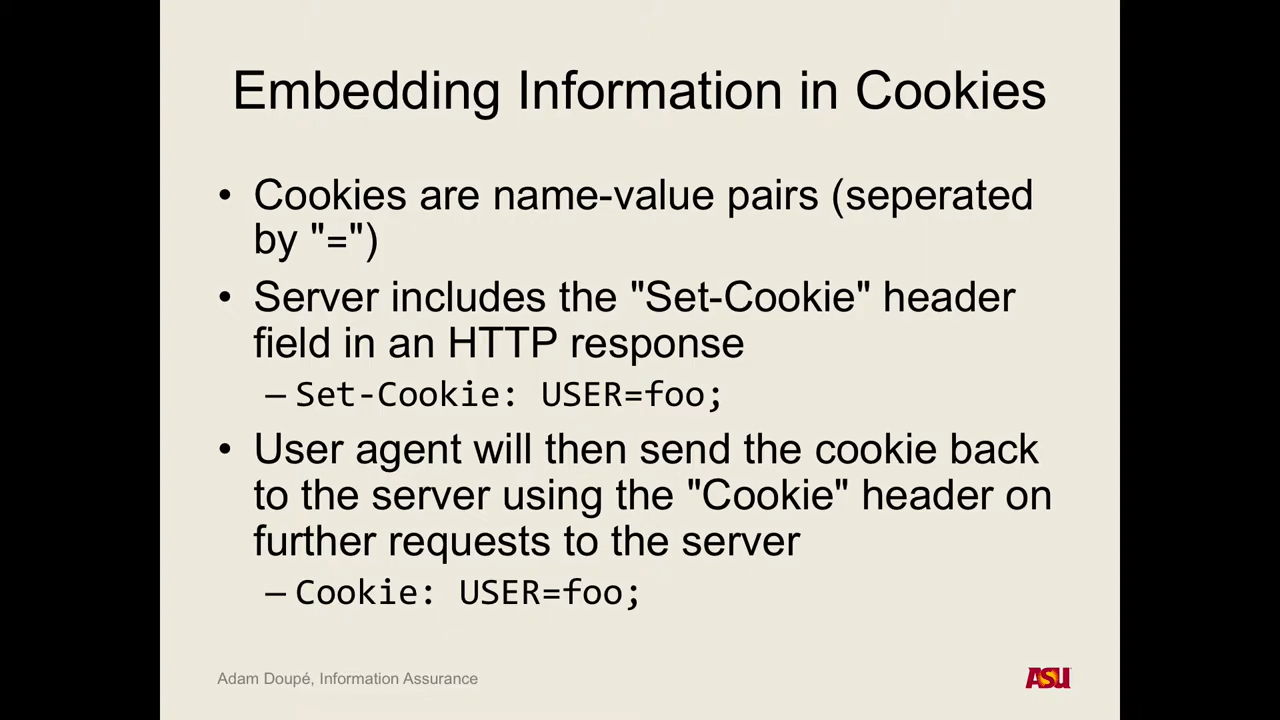 Embedding Information in Cookies
• Cookies are name-value pairs (seperated
by "=")
• Server includes the "Set-Cookie" header
field in an HTTP response
– Set-Cookie: USER=foo;
• User agent will then send the cookie back
to the server using the "Cookie" header on
further requests to the server
– Cookie: USER=foo;
Adam Doupé, Information Assurance
ASU